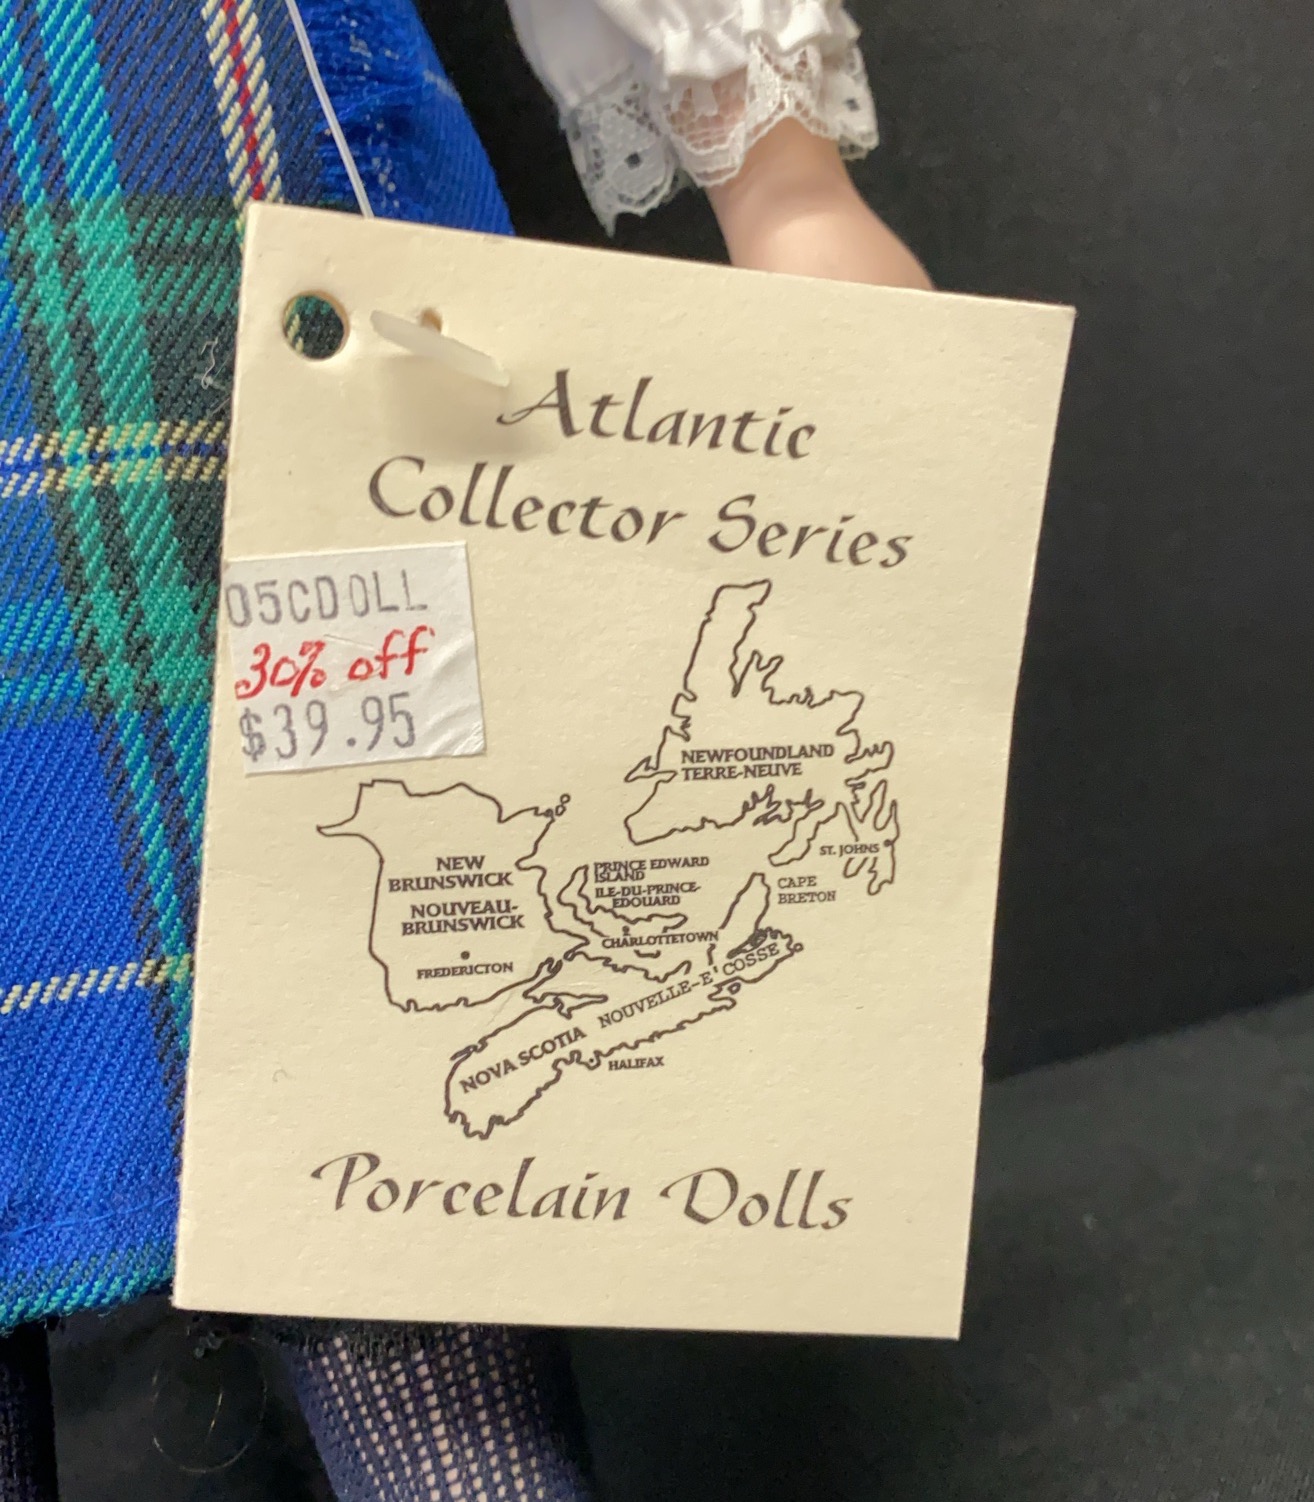 Atlantic
Collector Series
05CDOLL
30% off
$39.95
NEWFOUNDLAND
TERRE-NEUVE
ST. JOHNS
NEW
BRUNSWICK
NOUVEAU-
BRUNSWICK
FREDERICTON
PRINCE EDWARD
ISLAND
ILE-DU-PRINCE-
EDOUARD
CHARLOTTETOWN
CAPE
BRETON
NOVA SCOTIA NOUVELLE-E'COSSE
HALIFAX
Porcelain Dolls